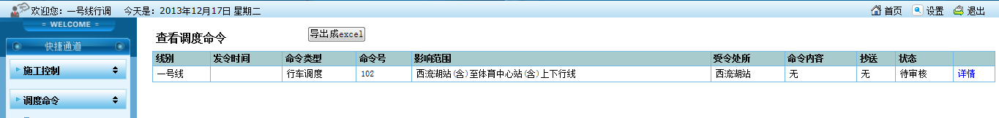 欢迎您：一号线行调 今天是：2013年12月17日 星期二 首页 设置 退出
= WELCOME =
快捷通道
施工控制
调度命令
查看调度命令 导出成excel
线别 发令时间 命令类型 命令号 影响范围 受令处所 命令内容 抄送 状态
一号线 行车调度 102 西流湖站(含)至体育中心站(含)上下行线 西流湖站 无 无 待审核 详情